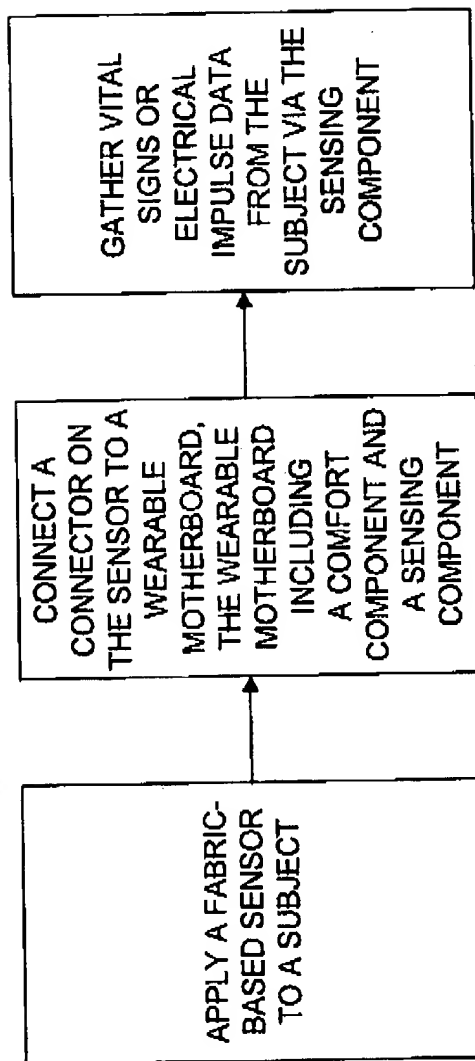 APPLY A FABRIC-
BASED SENSOR
TO A SUBJECT
CONNECT A
CONNECTOR ON
THE SENSOR TO A
WEARABLE
MOTHERBOARD,
THE WEARABLE
MOTHERBOARD
INCLUDING
A COMFORT
COMPONENT AND
A SENSING
COMPONENT
GATHER VITAL
SIGNS OR
ELECTRICAL
IMPULSE DATA
FROM THE
SUBJECT VIA THE
SENSING
COMPONENT